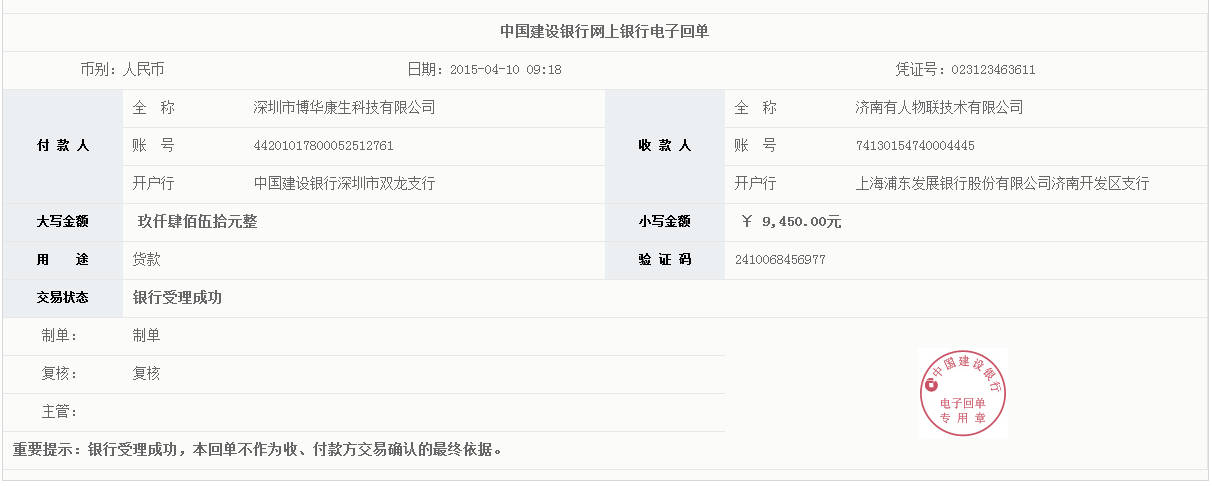 中国建设银行网上银行电子回单
币别：人民币 日期：2015-04-10 09:18 凭证号：023123463611
付 款 人 全 称 深圳市博华康生科技有限公司 收 款 人 全 称 济南有人物联技术有限公司
账 号 44201017800052512761 账 号 74130154740004445
开户行 中国建设银行深圳市双龙支行 开户行 上海浦东发展银行股份有限公司济南开发区支行
大写金额 玖仟肆佰伍拾元整 小写金额 ￥ 9,450.00元
用 途 货款 验 证 码 2410068456977
交易状态 银行受理成功
制单： 制单
复核： 复核
主管：
中国建设银行
电子回单
专 用 章
重要提示：银行受理成功，本回单不作为收、付款方交易确认的最终依据。